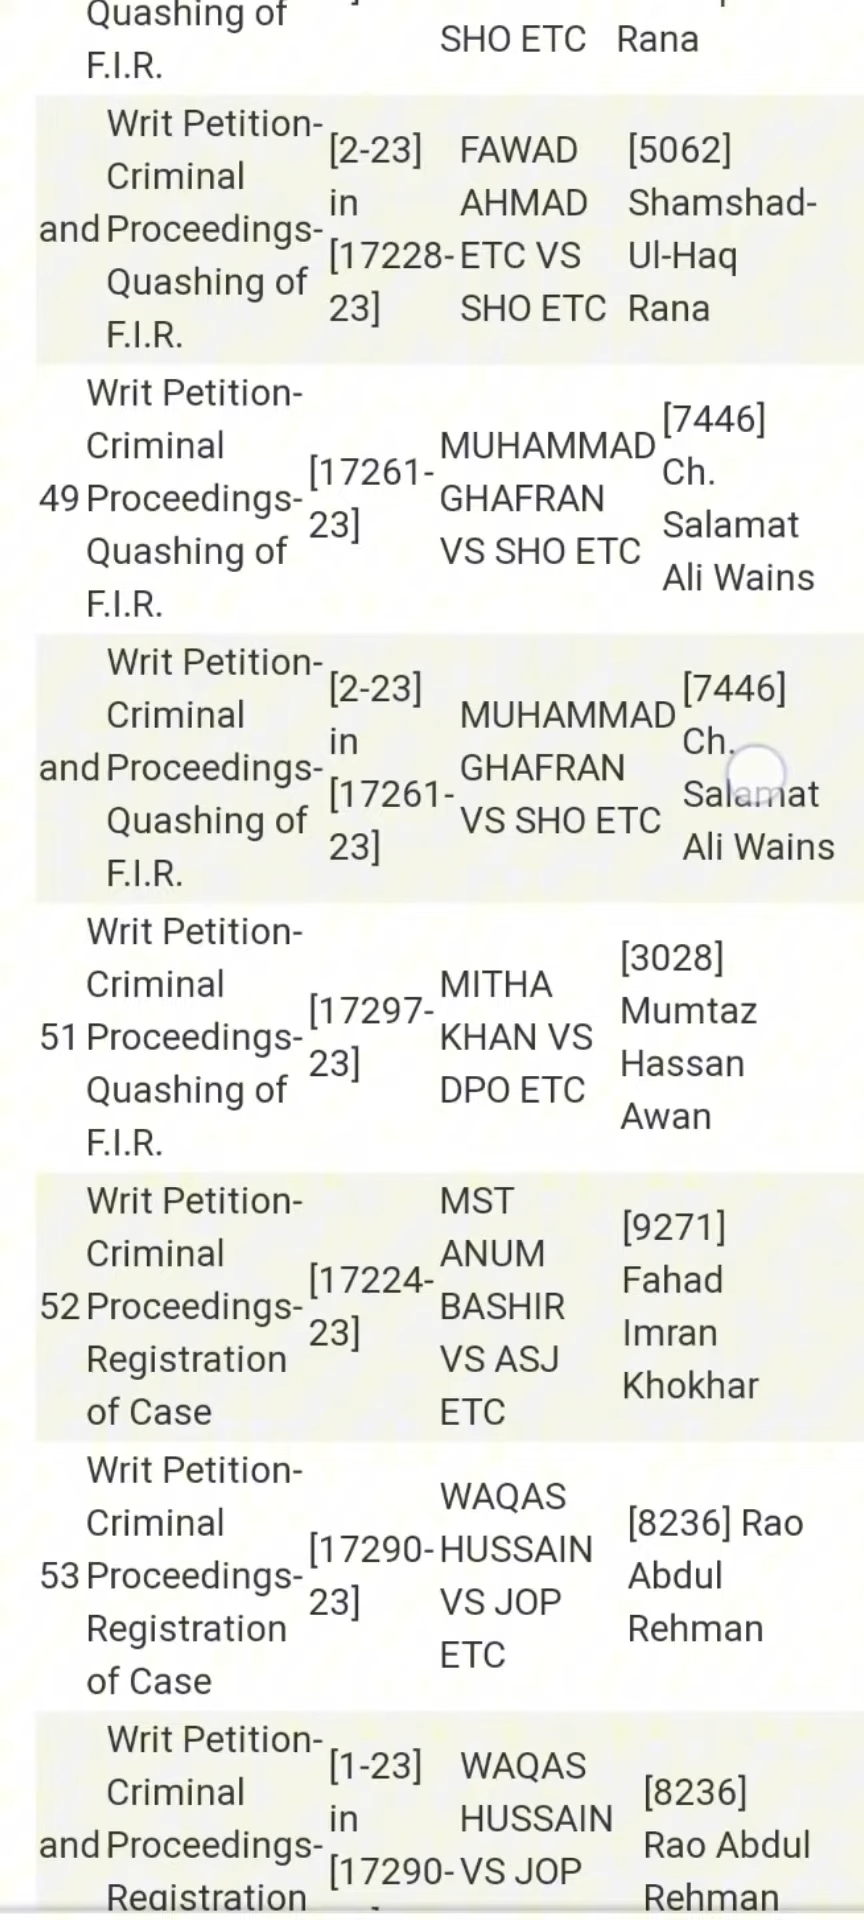 Quashing of
F.I.R.
SHO ETC
Rana
and
Writ Petition-
Criminal
Proceedings-
Quashing of
F.I.R.
[2-23]
in
[17228-
23]
FAWAD
AHMAD
ETC VS
SHO ETC
[5062]
Shamshad-
Ul-Haq
Rana
49
Writ Petition-
Criminal
Proceedings-
Quashing of
F.I.R.
[17261-
23]
MUHAMMAD
GHAFRAN
VS SHO ETC
[7446]
Ch.
Salamat
Ali Wains
and
Writ Petition-
Criminal
Proceedings-
Quashing of
F.I.R.
[2-23]
in
[17261-
23]
MUHAMMAD
GHAFRAN
VS SHO ETC
[7446]
Ch.
Salamat
Ali Wains
51
Writ Petition-
Criminal
Proceedings-
Quashing of
F.I.R.
[17297-
23]
MITHA
KHAN VS
DPO ETC
[3028]
Mumtaz
Hassan
Awan
52
Writ Petition-
Criminal
Proceedings-
Registration
of Case
[17224-
23]
MST
ANUM
BASHIR
VS ASJ
ETC
[9271]
Fahad
Imran
Khokhar
53
Writ Petition-
Criminal
Proceedings-
Registration
of Case
[17290-
23]
WAQAS
HUSSAIN
VS JOP
ETC
[8236] Rao
Abdul
Rehman
and
Writ Petition-
Criminal
Proceedings-
Registration
[1-23]
in
[17290-
WAQAS
HUSSAIN
VS JOP
[8236]
Rao Abdul
Rehman